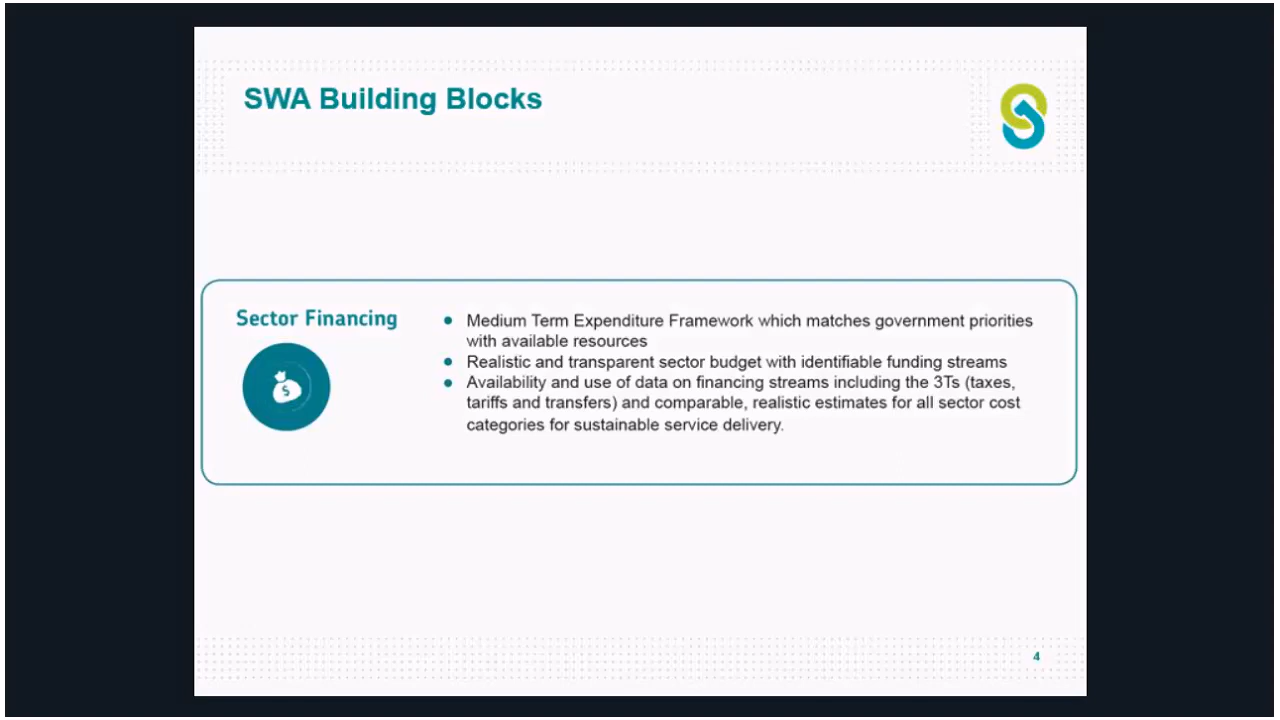 SWA Building Blocks
Sector Financing
● Medium Term Expenditure Framework which matches government priorities
with available resources
● Realistic and transparent sector budget with identifiable funding streams
● Availability and use of data on financing streams including the 3Ts (taxes,
tariffs and transfers) and comparable, realistic estimates for all sector cost
categories for sustainable service delivery.
$
4